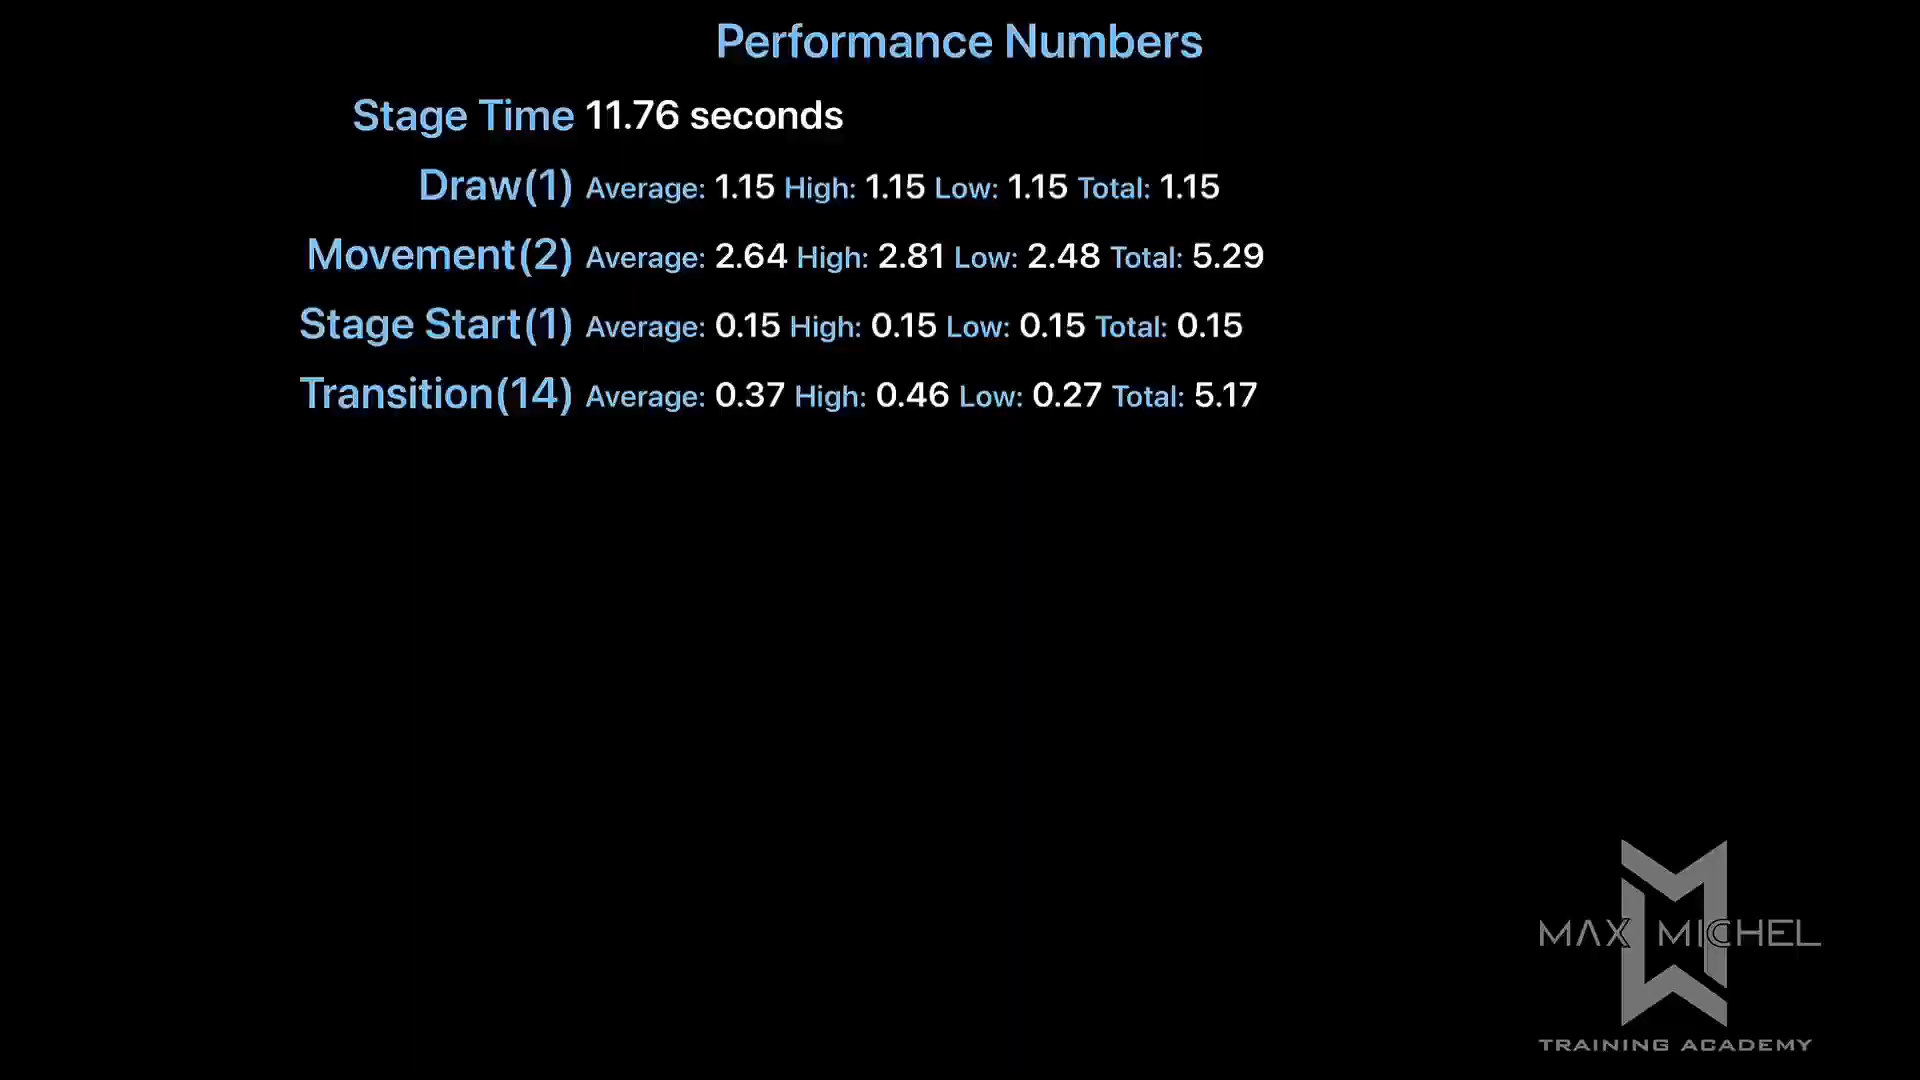 Performance Numbers
Stage Time 11.76 seconds
Draw(1) Average: 1.15 High: 1.15 Low: 1.15 Total: 1.15
Movement(2) Average: 2.64 High: 2.81 Low: 2.48 Total: 5.29
Stage Start(1) Average: 0.15 High: 0.15 Low: 0.15 Total: 0.15
Transition(14) Average: 0.37 High: 0.46 Low: 0.27 Total: 5.17
MAX MICHEL
TRAINING ACADEMY